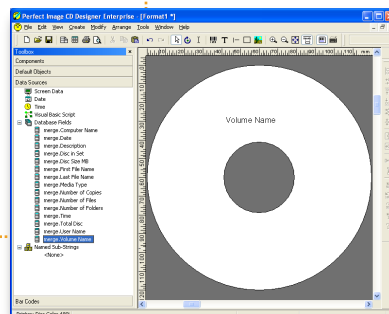 Perfect Image CD Designer Enterprise - [Format1 *]
File Edit View Create Modify Arrange Tools Window Help
Toolbox
Components
Default Objects
Data Sources
Screen Data
Date
Time
Visual Basic Script
Database Fields
merge.Computer Name
merge.Date
merge.Description
merge.Disc in Set
merge.Disc Size MB
merge.First File Name
merge.Last File Name
merge.Media Type
merge.Number of Copies
merge.Number of Files
merge.Number of Folders
merge.Time
merge.Total Disc
merge.User Name
merge.Volume Name
Named Sub-Strings
<None>
Bar Codes
mm
Volume Name